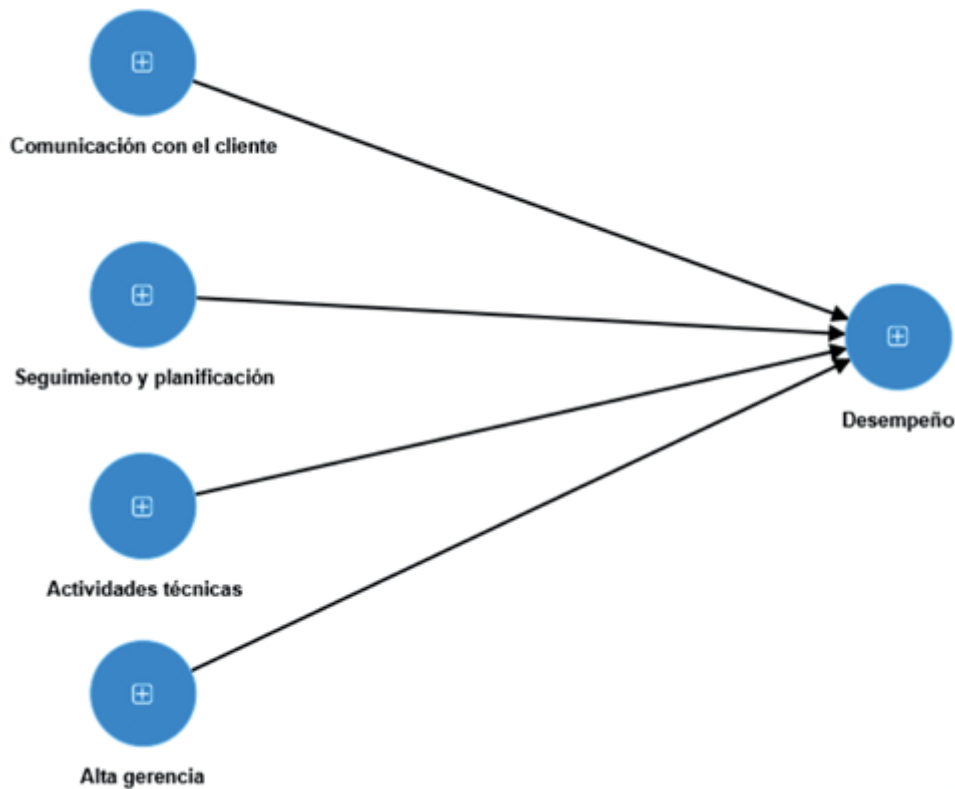 Comunicación con el cliente
Seguimiento y planificación
Desempeño
Actividades técnicas
Alta gerencia